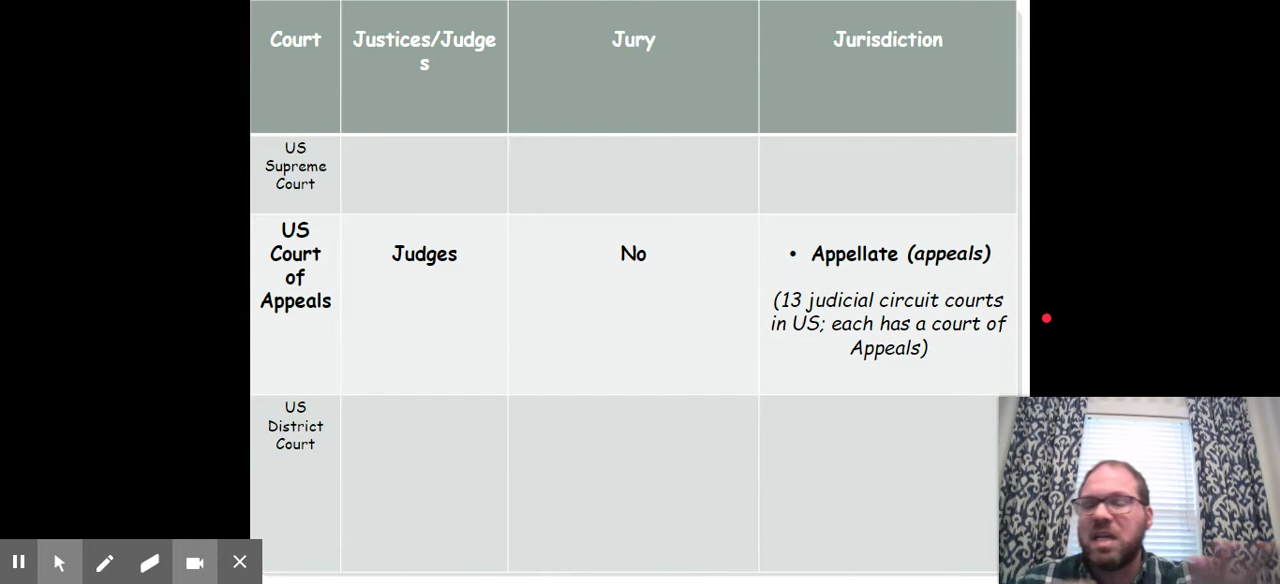 Court
Justices/Judge
s
Jury
Jurisdiction
US
Supreme
Court
US
Court
of
Appeals
Judges
No
• Appellate (appeals)
(13 judicial circuit courts
in US; each has a court of
Appeals)
US
District
Court